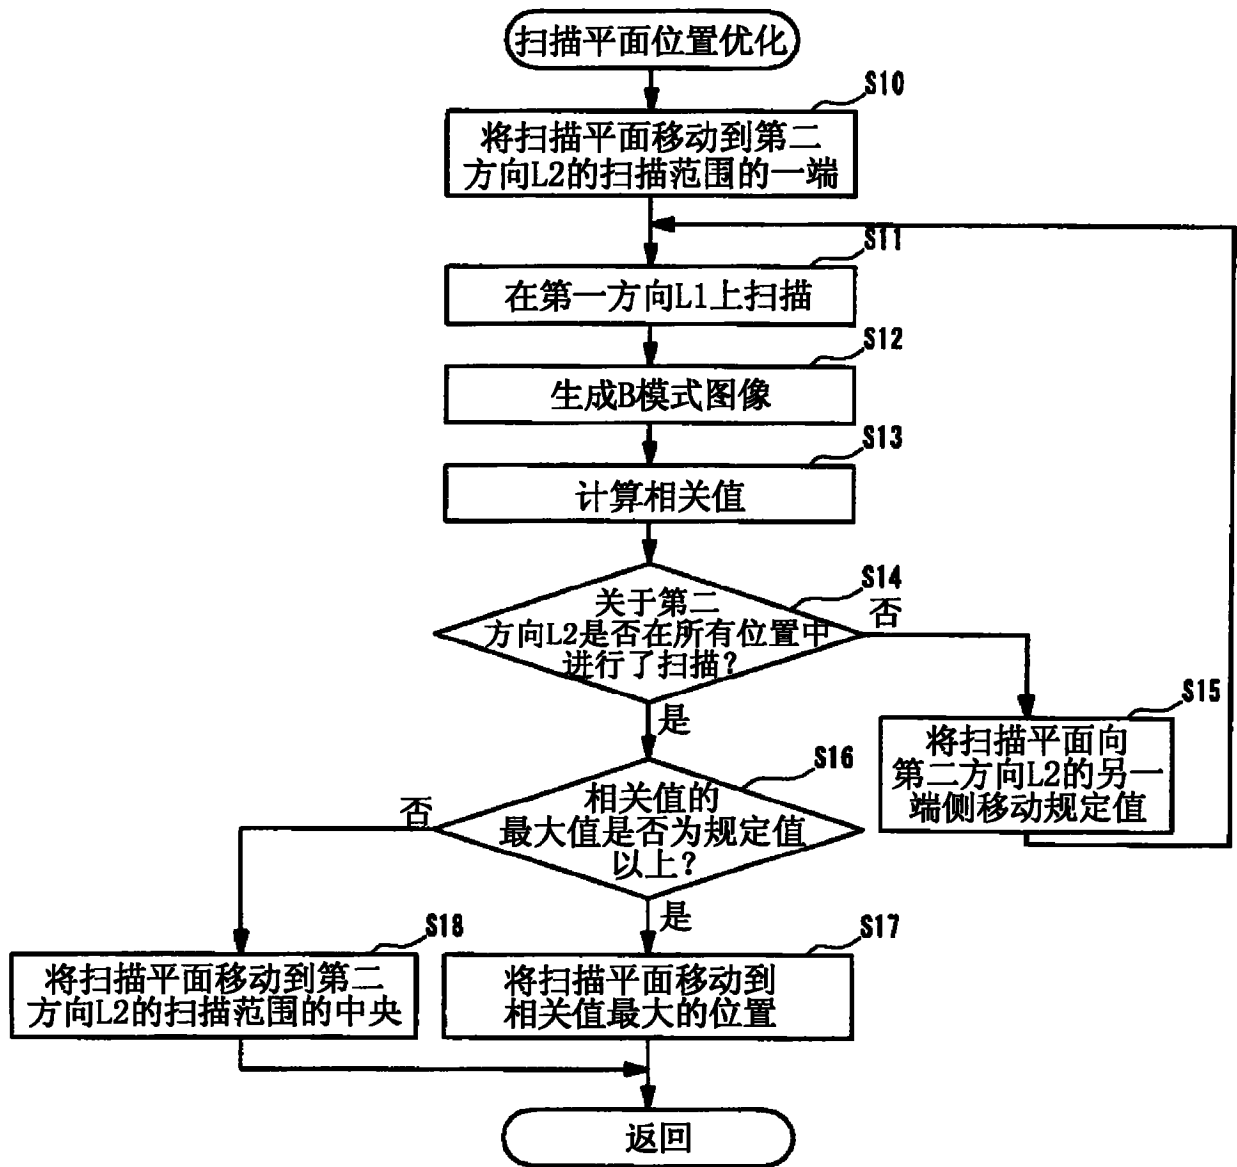 扫描平面位置优化
S10
将扫描平面移动到第二
方向L2的扫描范围的一端
S11
在第一方向L1上扫描
S12
生成B模式图像
S13
计算相关值
S14
关于第二
方向L2是否在所有位置中
进行了扫描?
否
是
S15
将扫描平面向
第二方向L2的另一
端侧移动规定值
S16
相关值的
最大值是否为规定值
以上?
否
是
S18
将扫描平面移动到第二
方向L2的扫描范围的中央
S17
将扫描平面移动到
相关值最大的位置
返回